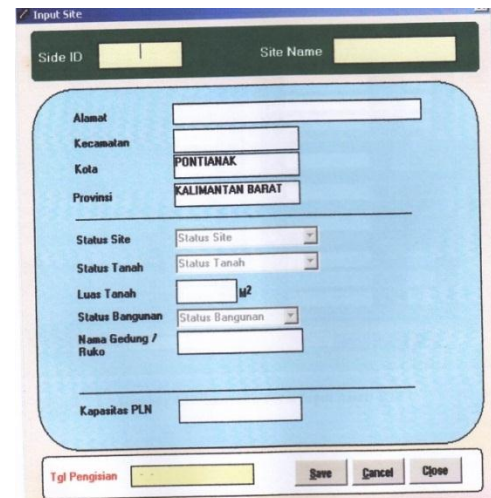 Input Site
Side ID
Site Name
Alamat
Kecamatan
Kota PONTIANAK
Provinsi KALIMANTAN BARAT
Status Site Status Site
Status Tanah Status Tanah
Luas Tanah M2
Status Bangunan Status Bangunan
Nama Gedung /
Ruko
Kapasitas PLN
Tgl Pengisian - - Save Cancel Close